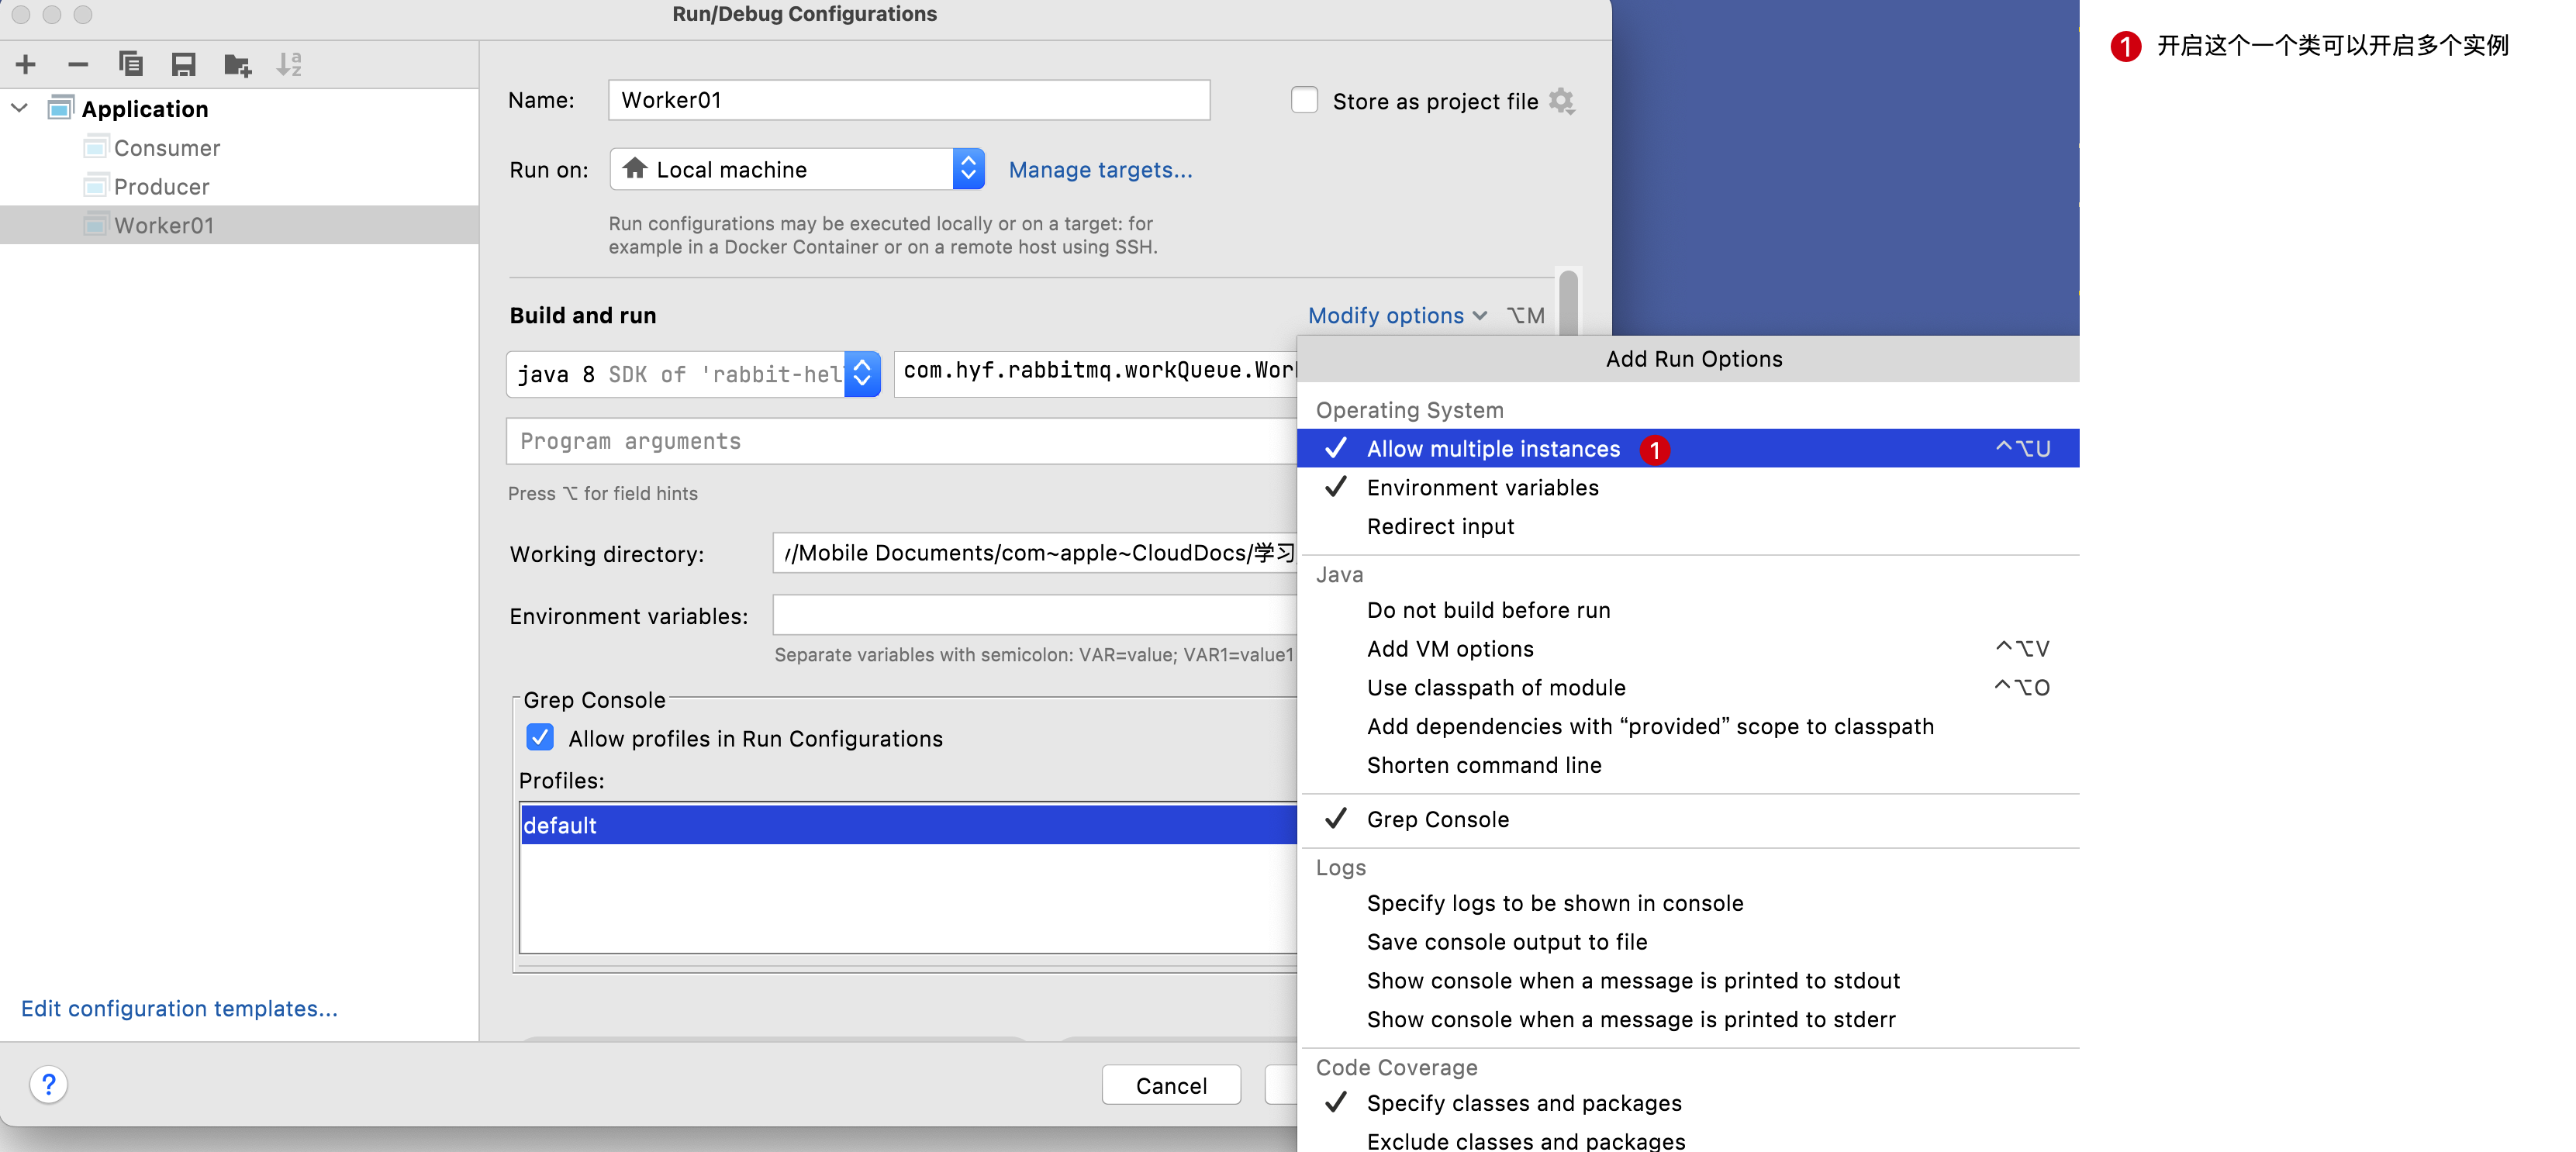 Run/Debug Configurations
Application
Consumer
Producer
Worker01
Edit configuration templates...
Name:
Worker01
Store as project file
Run on:
Local machine
Manage targets...
Run configurations may be executed locally or on a target: for
example in a Docker Container or on a remote host using SSH.
Build and run
Modify options ⌥M
java 8 SDK of 'rabbit-hel
com.hyf.rabbitmq.workQueue.Wor
Program arguments
Press ⌥ for field hints
Working directory:
/Mobile Documents/com~apple~CloudDocs/学习
Environment variables:
Separate variables with semicolon: VAR=value; VAR1=value1
Grep Console
Allow profiles in Run Configurations
Profiles:
default
?
Cancel
Add Run Options
Operating System
Allow multiple instances 1 ^⌥U
Environment variables
Redirect input
Java
Do not build before run
Add VM options ^⌥V
Use classpath of module ^⌥O
Add dependencies with “provided” scope to classpath
Shorten command line
Grep Console
Logs
Specify logs to be shown in console
Save console output to file
Show console when a message is printed to stdout
Show console when a message is printed to stderr
Code Coverage
Specify classes and packages
Exclude classes and packages
1 开启这个一个类可以开启多个实例